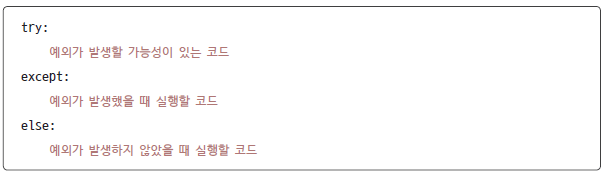 try:
예외가 발생할 가능성이 있는 코드
except:
예외가 발생했을 때 실행할 코드
else:
예외가 발생하지 않았을 때 실행할 코드